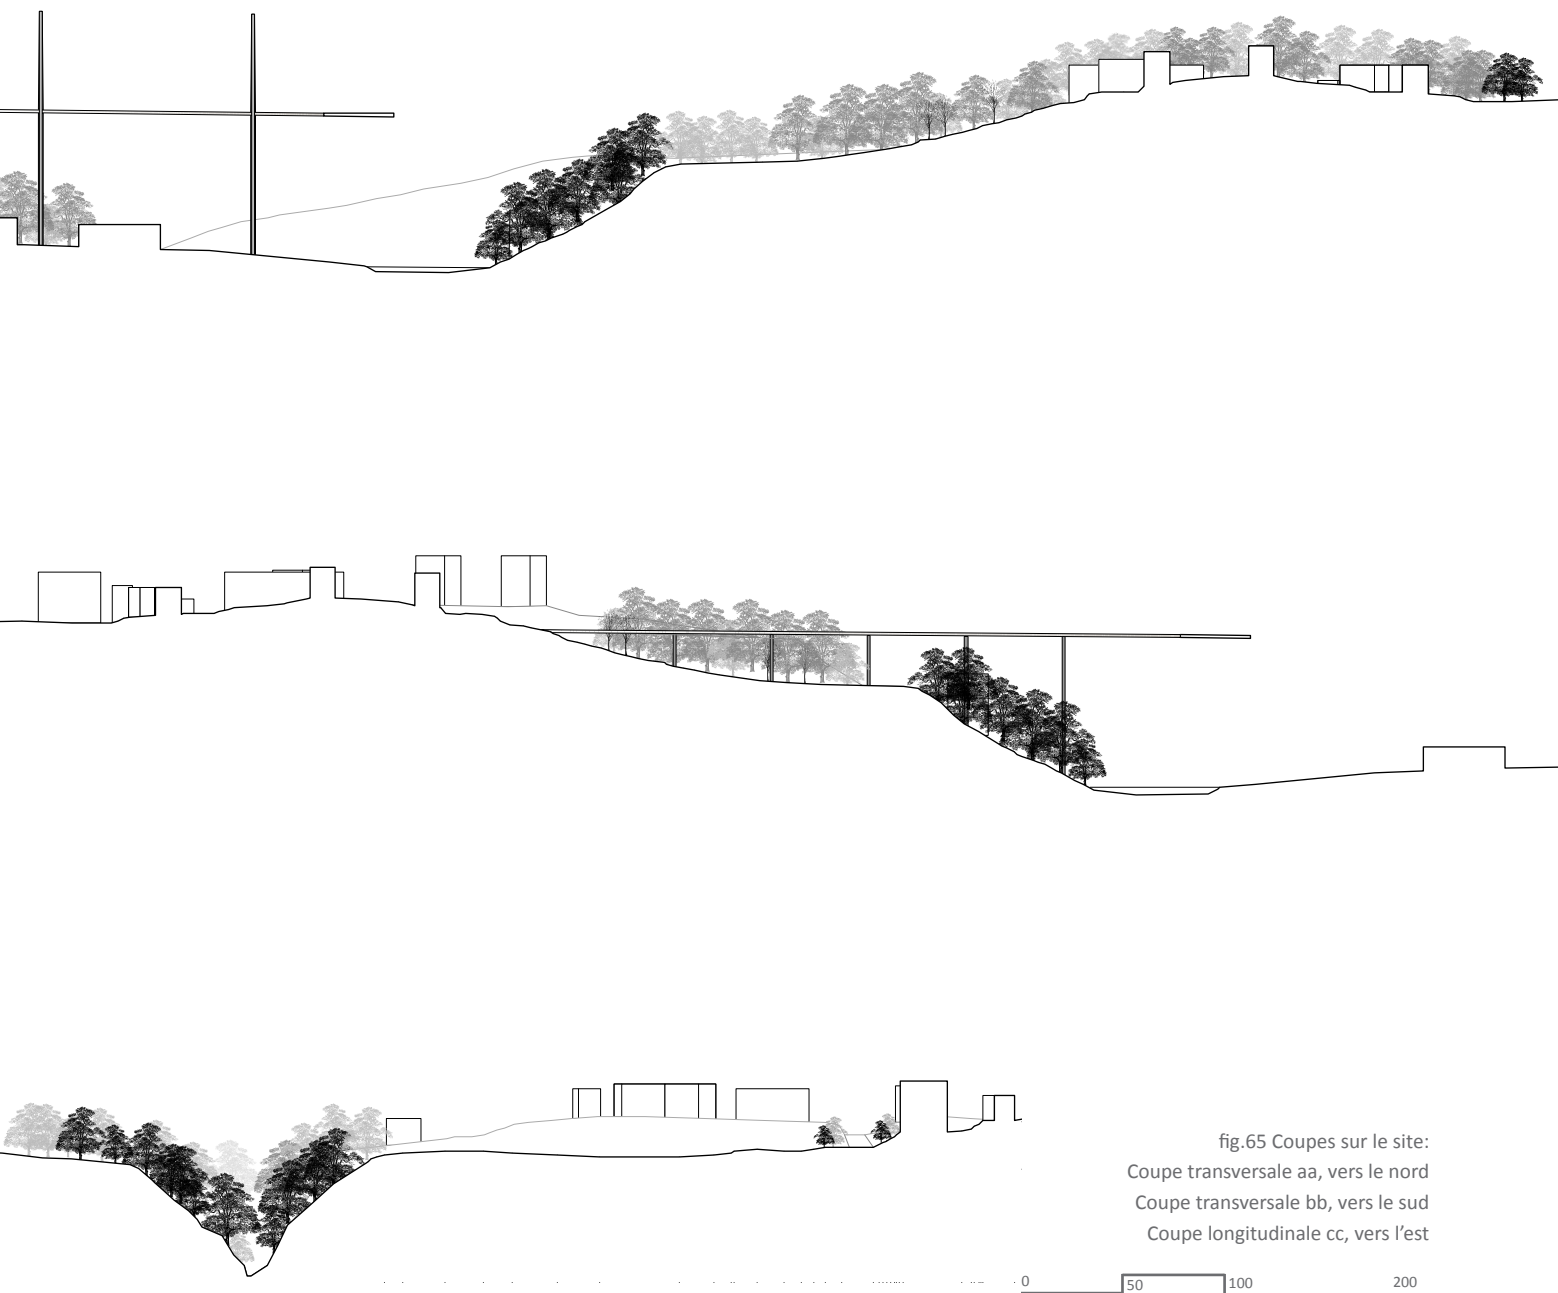 fig.65 Coupes sur le site:
Coupe transversale aa, vers le nord
Coupe transversale bb, vers le sud
Coupe longitudinale cc, vers l’est
0 50 100 200